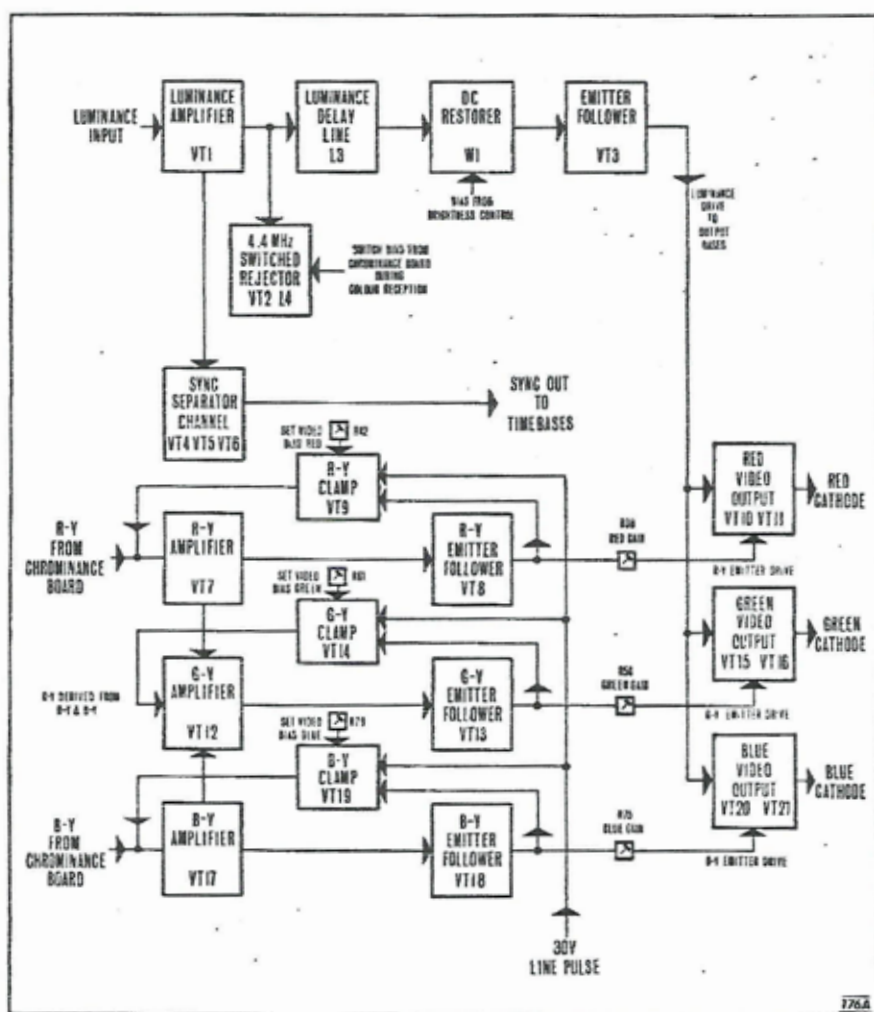 LUMINANCE
INPUT
LUMINANCE
AMPLIFIER
VT1
LUMINANCE
DELAY
LINE
L3
DC
RESTORER
W1
EMITTER
FOLLOWER
VT3
BIAS FROM
BRIGHTNESS CONTROL
LUMINANCE
DRIVE
TO
OUTPUT
BASES
4.4 MHz
SWITCHED
REJECTOR
VT2 L4
SWITCH BIAS FROM
CHROMINANCE BOARD
DURING
COLOUR RECEPTION
SYNC
SEPARATOR
CHANNEL
VT4 VT5 VT6
SYNC OUT
TO
TIMEBASES
SET VIDEO
BIAS RED
R42
R-Y
CLAMP
VT9
R-Y
FROM
CHROMINANCE
BOARD
R-Y
AMPLIFIER
VT7
R-Y
EMITTER
FOLLOWER
VT8
RED GAIN
R-Y EMITTER DRIVE
RED
VIDEO
OUTPUT
VT10 VT11
RED
CATHODE
SET VIDEO
BIAS GREEN
R61
G-Y
CLAMP
VT14
G-Y DERIVED FROM
R-Y & B-Y
G-Y
AMPLIFIER
VT12
G-Y
EMITTER
FOLLOWER
VT13
GREEN GAIN
G-Y EMITTER DRIVE
GREEN
VIDEO
OUTPUT
VT15 VT16
GREEN
CATHODE
SET VIDEO
BIAS BLUE
R79
B-Y
CLAMP
VT19
B-Y
FROM
CHROMINANCE
BOARD
B-Y
AMPLIFIER
VT17
B-Y
EMITTER
FOLLOWER
VT18
R75
BLUE GAIN
B-Y EMITTER DRIVE
BLUE
VIDEO
OUTPUT
VT20 VT21
BLUE
CATHODE
30V
LINE PULSE